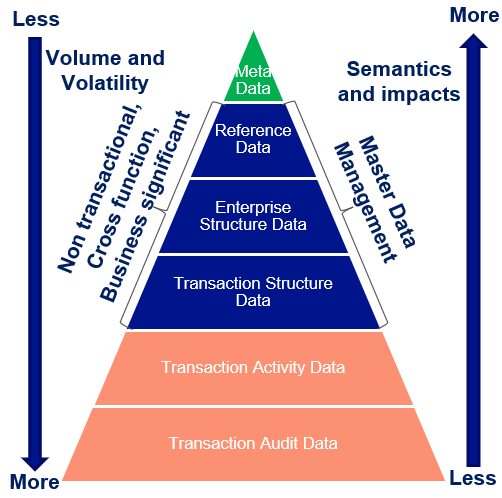 Less
More
Volume and
Volatility
Semantics
and impacts
Meta
Data
Reference
Data
Enterprise
Structure Data
Transaction Structure
Data
Transaction Activity Data
Transaction Audit Data
Non transactional,
Cross function,
Business significant
Master Data
Management
More
Less